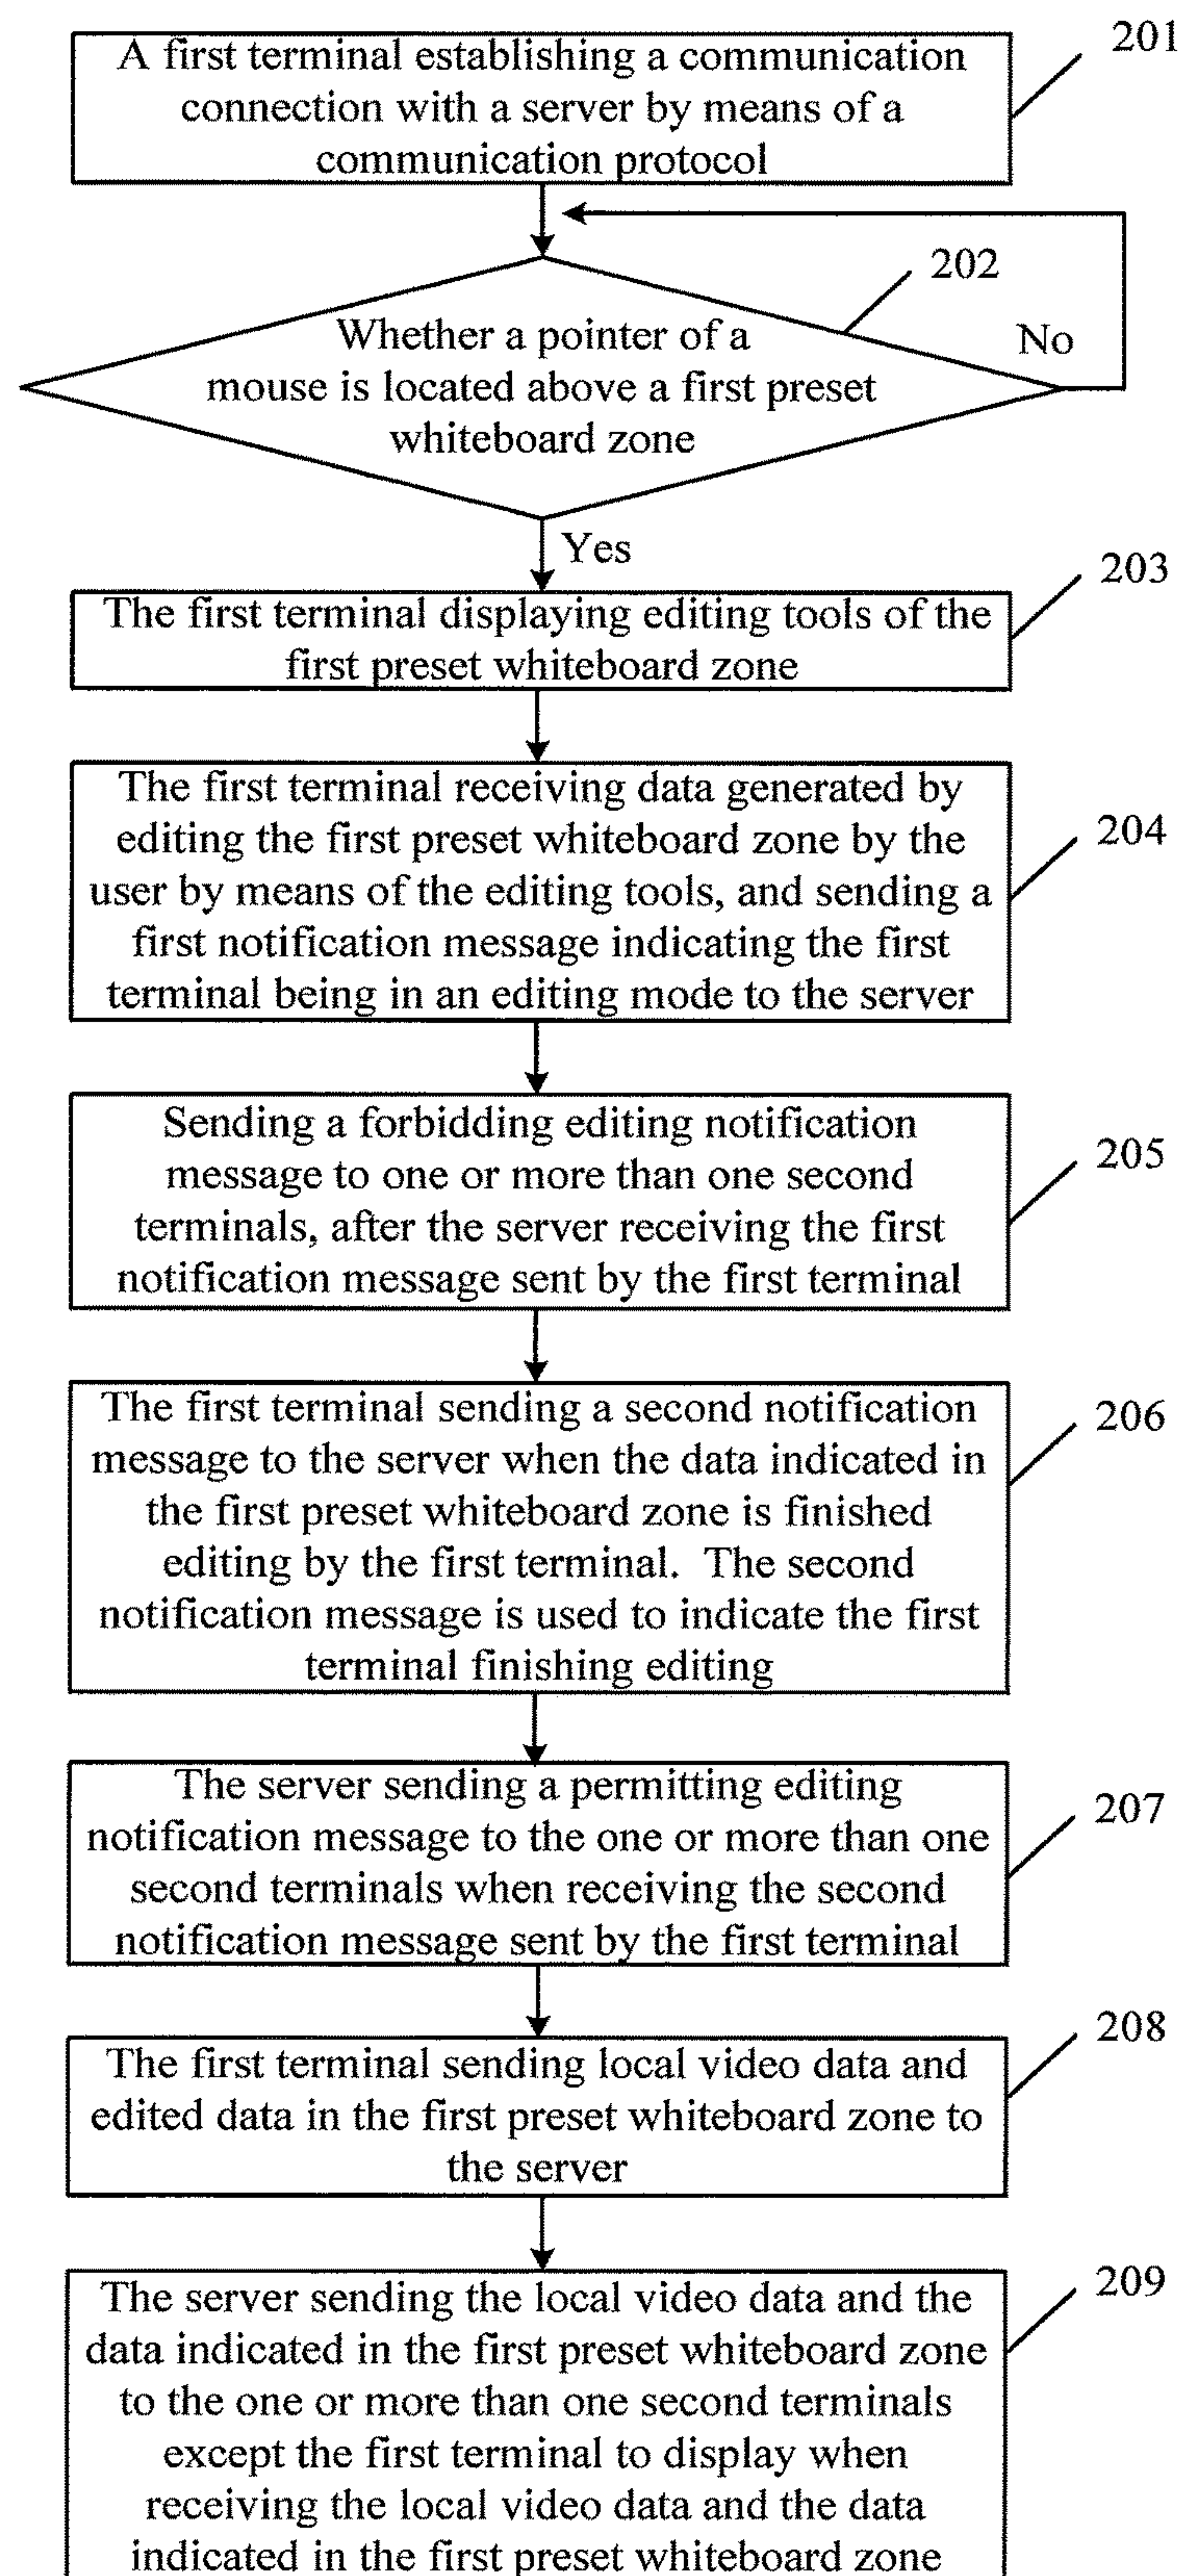 201
A first terminal establishing a communication
connection with a server by means of a
communication protocol
202
Whether a pointer of a
mouse is located above a first preset
whiteboard zone
No
Yes
203
The first terminal displaying editing tools of the
first preset whiteboard zone
204
The first terminal receiving data generated by
editing the first preset whiteboard zone by the
user by means of the editing tools, and sending a
first notification message indicating the first
terminal being in an editing mode to the server
205
Sending a forbidding editing notification
message to one or more than one second
terminals, after the server receiving the first
notification message sent by the first terminal
206
The first terminal sending a second notification
message to the server when the data indicated in
the first preset whiteboard zone is finished
editing by the first terminal. The second
notification message is used to indicate the first
terminal finishing editing
207
The server sending a permitting editing
notification message to the one or more than one
second terminals when receiving the second
notification message sent by the first terminal
208
The first terminal sending local video data and
edited data in the first preset whiteboard zone to
the server
209
The server sending the local video data and the
data indicated in the first preset whiteboard zone
to the one or more than one second terminals
except the first terminal to display when
receiving the local video data and the data
indicated in the first preset whiteboard zone